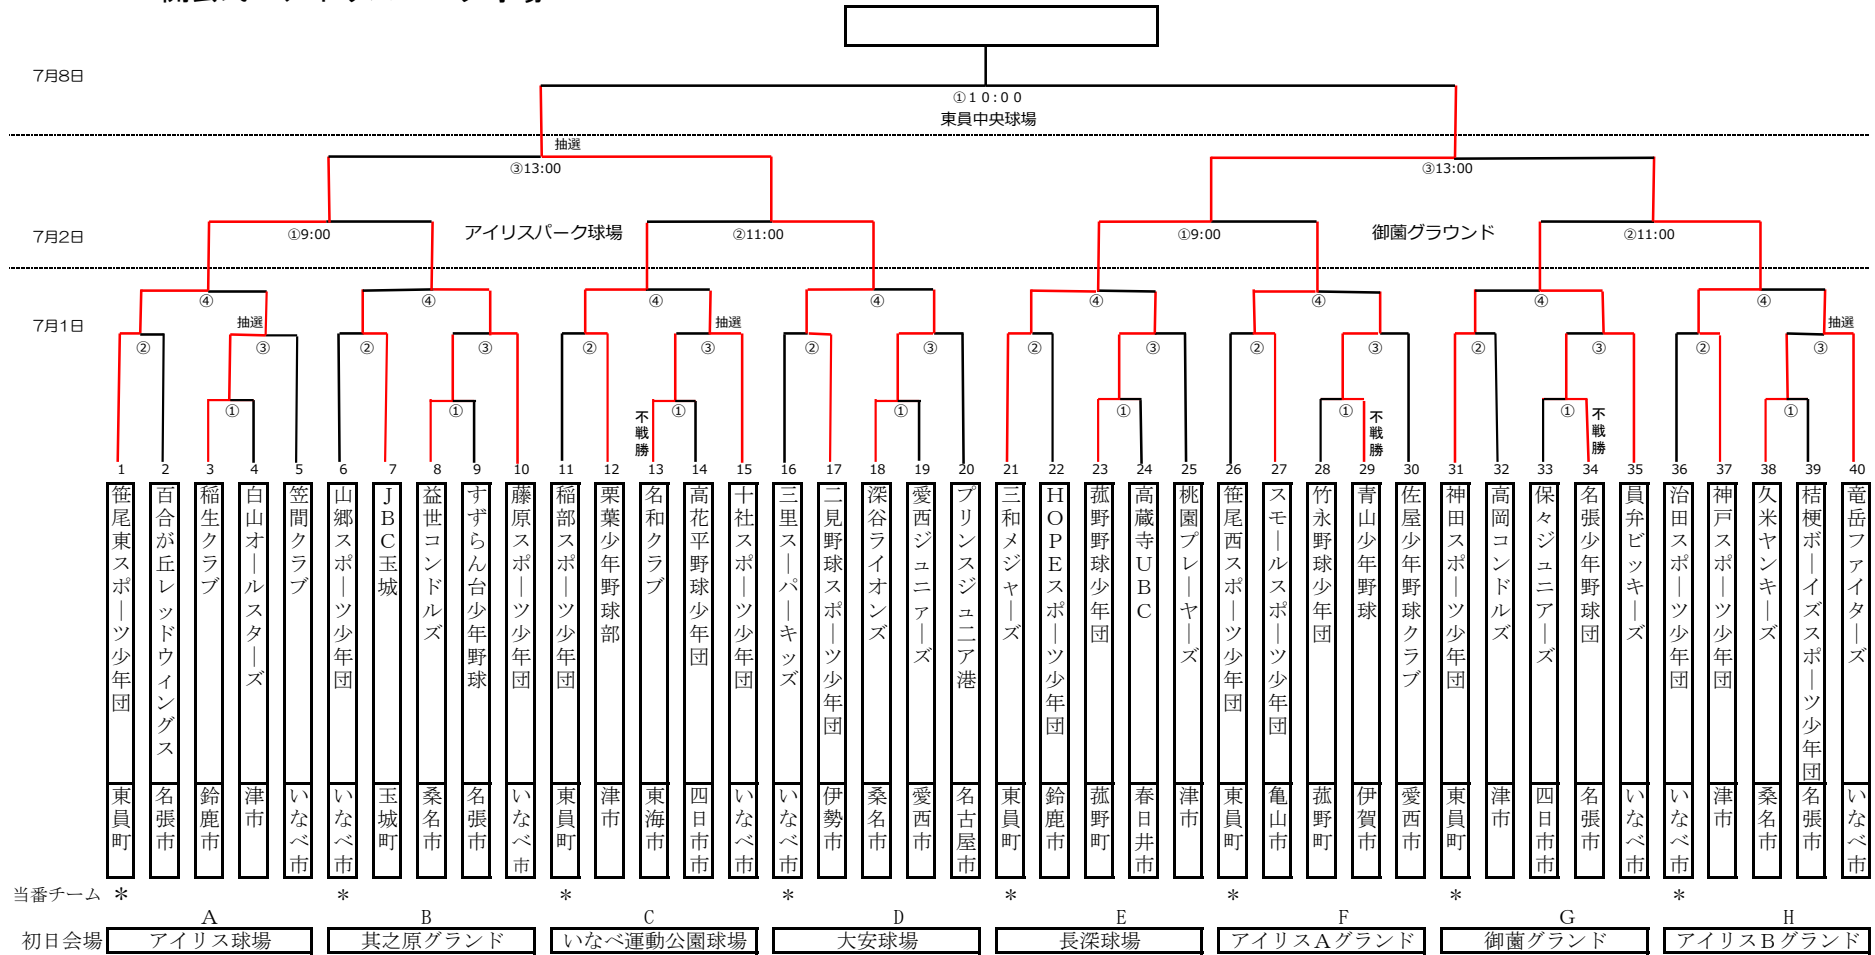 7月8日
①10:00
東員中央球場
抽選
③13:00
③13:00
7月2日
①9:00
アイリスパーク球場
②11:00
①9:00
御薗グラウンド
②11:00
④
④
④
④
④
④
④
④
7月1日
抽選
抽選
抽選
②
③
②
③
②
③
②
③
②
③
②
③
②
③
②
③
①
①
不戦勝
①
①
①
①
不戦勝
①
不戦勝
①
1 2 3 4 5 6 7 8 9 10 11 12 13 14 15 16 17 18 19 20 21 22 23 24 25 26 27 28 29 30 31 32 33 34 35 36 37 38 39 40
笹尾東スポーツ少年団
東員町
百合が丘レッドウィングス
名張市
稲生クラブ
鈴鹿市
白山オールスターズ
津市
笠間クラブ
いなべ市
山郷スポーツ少年団
いなべ市
JBC玉城
玉城町
益世コンドルズ
桑名市
すずらん台少年野球
名張市
藤原スポーツ少年団
いなべ市
稲部スポーツ少年団
東員町
栗葉少年野球部
津市
名和クラブ
東海市
高花平野球少年団
四日市市
十社スポーツ少年団
いなべ市
三里スーパーキッズ
いなべ市
二見野球スポーツ少年団
伊勢市
深谷ライオンズ
桑名市
愛西ジュニアーズ
愛西市
プリンスジュニア港
名古屋市
三和メジャーズ
東員町
HOPEスポーツ少年団
鈴鹿市
菰野野球少年団
菰野町
高蔵寺UBC
春日井市
桃園プレーヤーズ
津市
笹尾西スポーツ少年団
東員町
スモールスポーツ少年団
亀山市
竹永野球少年団
菰野町
青山少年野球
伊賀市
佐屋少年野球クラブ
愛西市
神田スポーツ少年団
東員町
高岡コンドルズ
津市
保々ジュニアーズ
四日市市
名張少年野球団
名張市
員弁ビッキーズ
いなべ市
治田スポーツ少年団
いなべ市
神戸スポーツ少年団
津市
久米ヤンキーズ
桑名市
桔梗ボーイズスポーツ少年団
名張市
竜岳ファイターズ
いなべ市
当番チーム * * * * * * * *
A B C D E F G H
初日会場 アイリス球場 其之原グランド いなべ運動公園球場 大安球場 長深球場 アイリスAグランド 御薗グランド アイリスBグランド